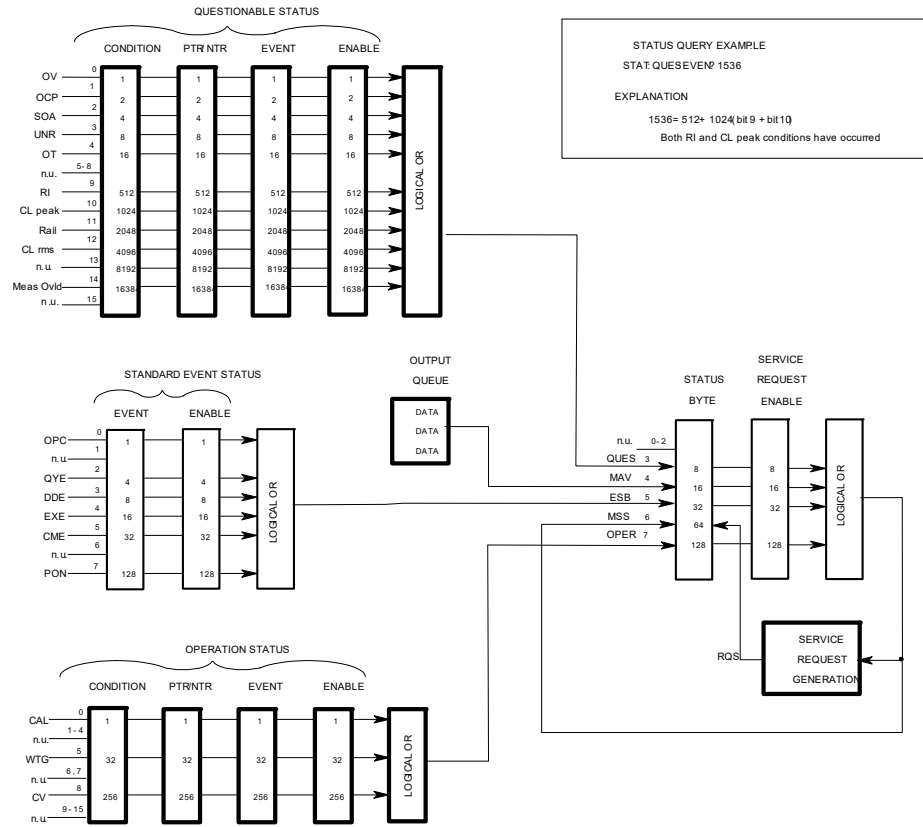 QUESTIONABLE STATUS
CONDITION PTR/NTR EVENT ENABLE
OV 0 1 1 1 1
OCP 1 2 2 2 2
SOA 2 4 4 4 4
UNR 3 8 8 8 8
OT 4 16 16 16 16
n.u. 5-8
RI 9 512 512 512 512
CL peak 10 1024 1024 1024 1024
Rail 11 2048 2048 2048 2048
CL rms 12 4096 4096 4096 4096
n.u. 13 8192 8192 8192 8192
Meas Ovld 14 16384 16384 16384 16384
n.u. 15
LOGICAL OR
STATUS QUERY EXAMPLE
STAT:QUES:EVEN? 1536
EXPLANATION
1536= 512+ 1024(bit 9 + bit 10)
Both RI and CL peak conditions have occurred
STANDARD EVENT STATUS
EVENT ENABLE
OPC 0 1 1
n.u. 1
QYE 2 4 4
DDE 3 8 8
EXE 4 16 16
CME 5 32 32
n.u. 6
PON 7 128 128
LOGICAL OR
OUTPUT
QUEUE
DATA
DATA
DATA
STATUS
BYTE
SERVICE
REQUEST
ENABLE
n.u. 0-2
QUES 3 8 8
MAV 4 16 16
ESB 5 32 32
MSS 6 64
OPER 7 128 128
LOGICAL OR
RQS
SERVICE
REQUEST
GENERATION
OPERATION STATUS
CONDITION PTR/NTR EVENT ENABLE
CAL 0 1 1 1 1
n.u. 1-4
WTG 5 32 32 32 32
n.u. 6,7
CV 8 256 256 256 256
n.u. 9-15
LOGICAL OR